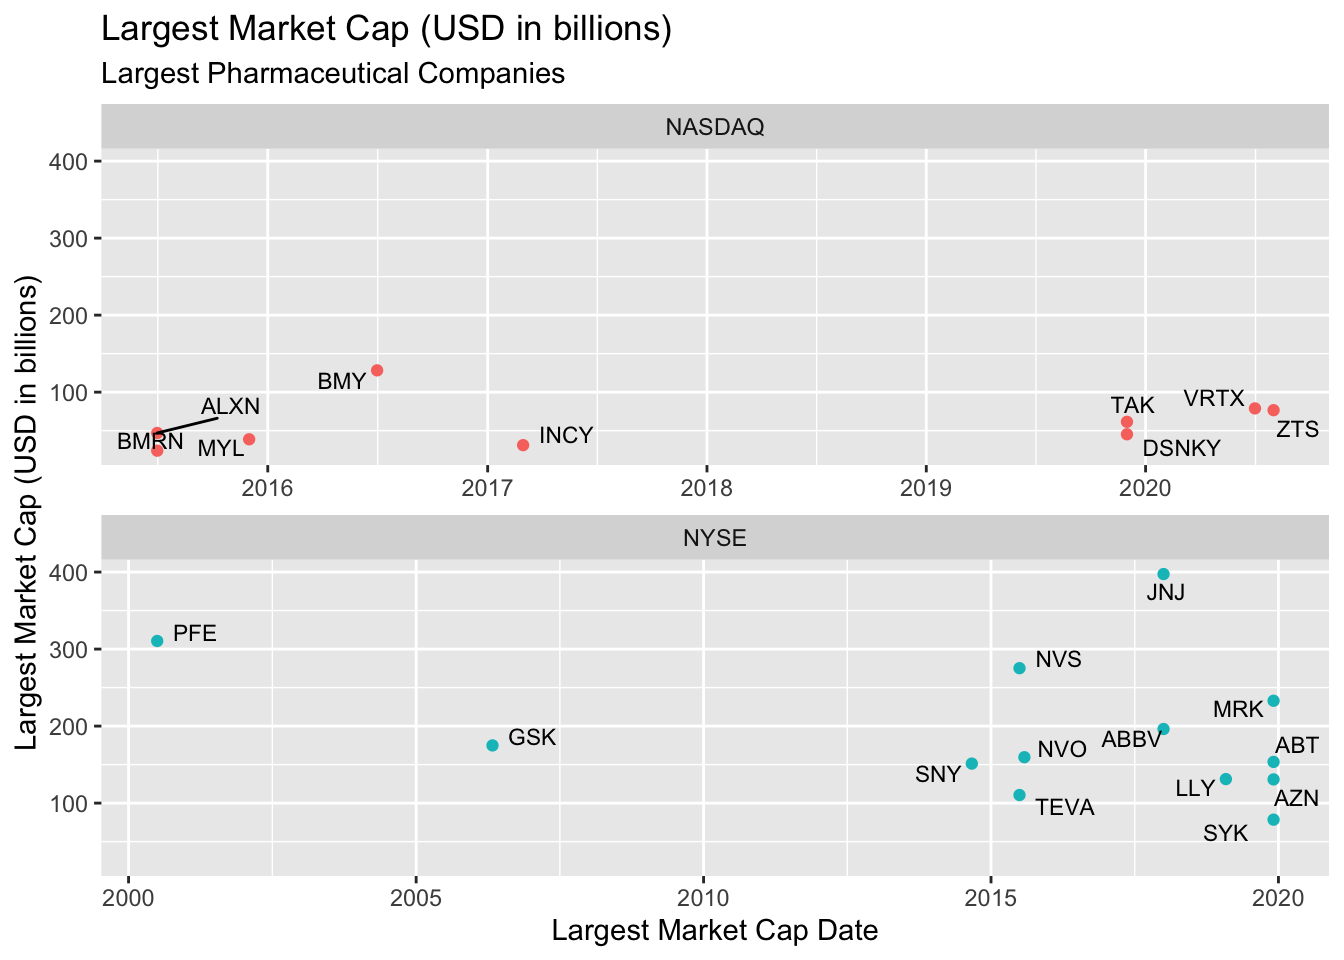 Largest Market Cap (USD in billions)
Largest Pharmaceutical Companies
Largest Market Cap (USD in billions)
NASDAQ
400
300
200
100
BMY
ALXN
BMRN
MYL
INCY
TAK
VRTX
ZTS
DSNKY
2016 2017 2018 2019 2020
NYSE
400
300
200
100
JNJ
PFE
NVS
MRK
GSK
ABBV
NVO
ABT
SNY
LLY
AZN
TEVA
SYK
2000 2005 2010 2015 2020
Largest Market Cap Date